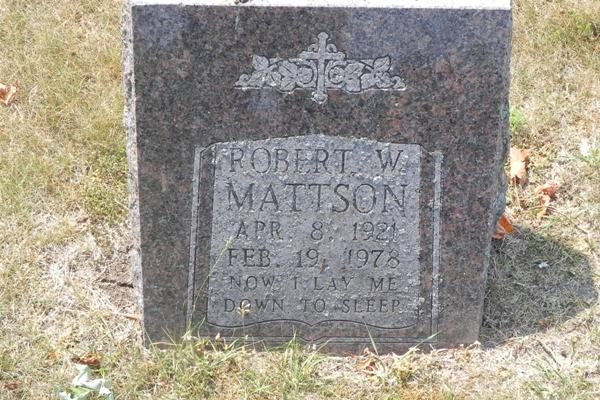 ROBERT W.
MATTSON
APR. 8, 1921
FEB. 19, 1978
NOW I LAY ME
DOWN TO SLEEP